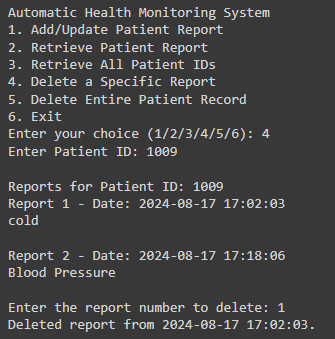 Automatic Health Monitoring System
1. Add/Update Patient Report
2. Retrieve Patient Report
3. Retrieve All Patient IDs
4. Delete a Specific Report
5. Delete Entire Patient Record
6. Exit
Enter your choice (1/2/3/4/5/6): 4
Enter Patient ID: 1009
Reports for Patient ID: 1009
Report 1 - Date: 2024-08-17 17:02:03
cold
Report 2 - Date: 2024-08-17 17:18:06
Blood Pressure
Enter the report number to delete: 1
Deleted report from 2024-08-17 17:02:03.